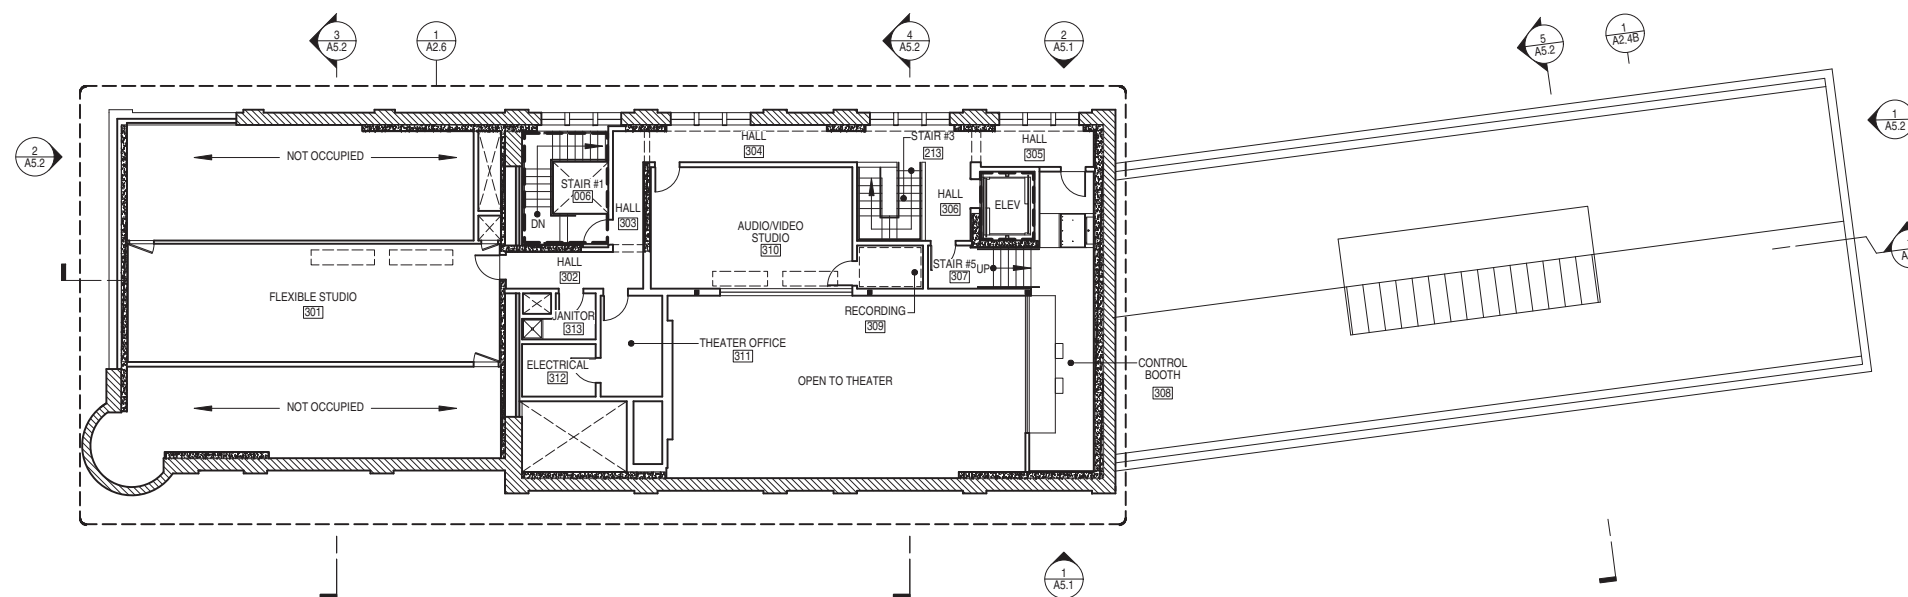 3
A5.2
1
A2.6
4
A5.2
2
A5.1
5
A5.2
1
A2.4B
1
A5.2
2
A5.2
NOT OCCUPIED
HALL
304
STAIR #3
213
HALL
305
STAIR #1
006
DN
HALL
303
HALL
306
ELEV
AUDIO/VIDEO
STUDIO
310
HALL
302
STAIR #5
307
UP
FLEXIBLE STUDIO
301
JANITOR
313
RECORDING
309
THEATER OFFICE
311
ELECTRICAL
312
OPEN TO THEATER
CONTROL
BOOTH
308
NOT OCCUPIED
1
A5.1